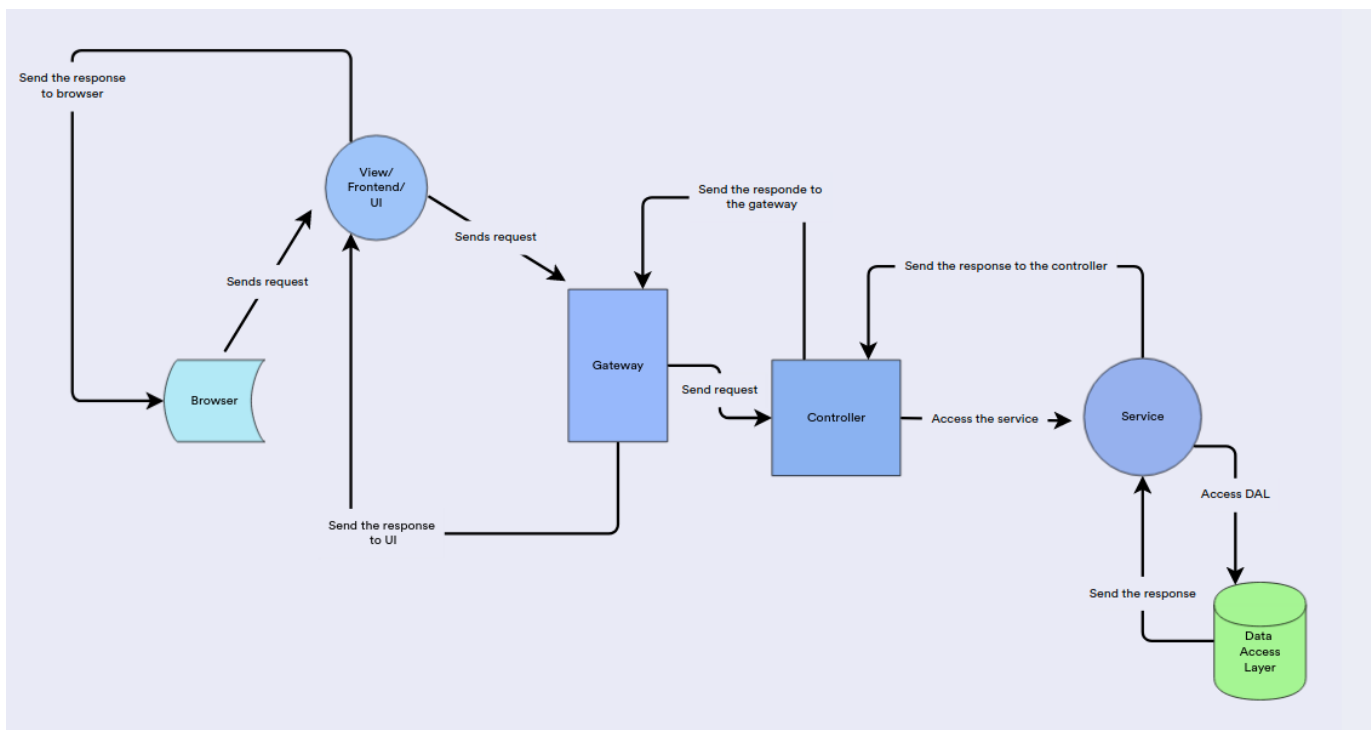 Send the response
to browser
View/
Frontend/
UI
Send the responde to
the gateway
Sends request
Send the response to the controller
Sends request
Gateway
Send request
Browser
Controller
Access the service
Service
Access DAL
Send the response
to UI
Send the response
Data
Access
Layer